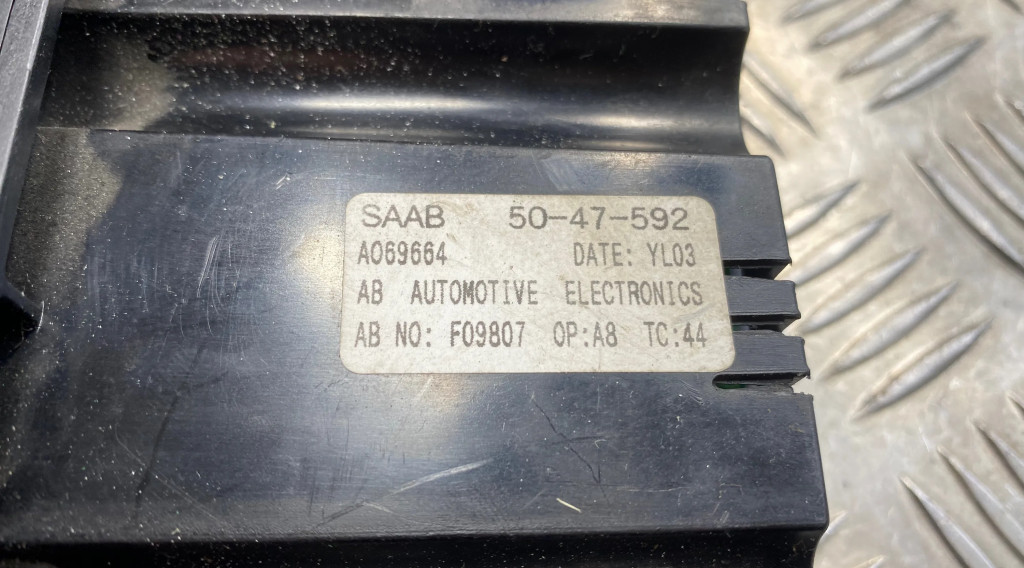 SAAB 50-47-592
A069664 DATE: YL03
AB AUTOMOTIVE ELECTRONICS
AB NO: F09807 OP:A8 TC:44